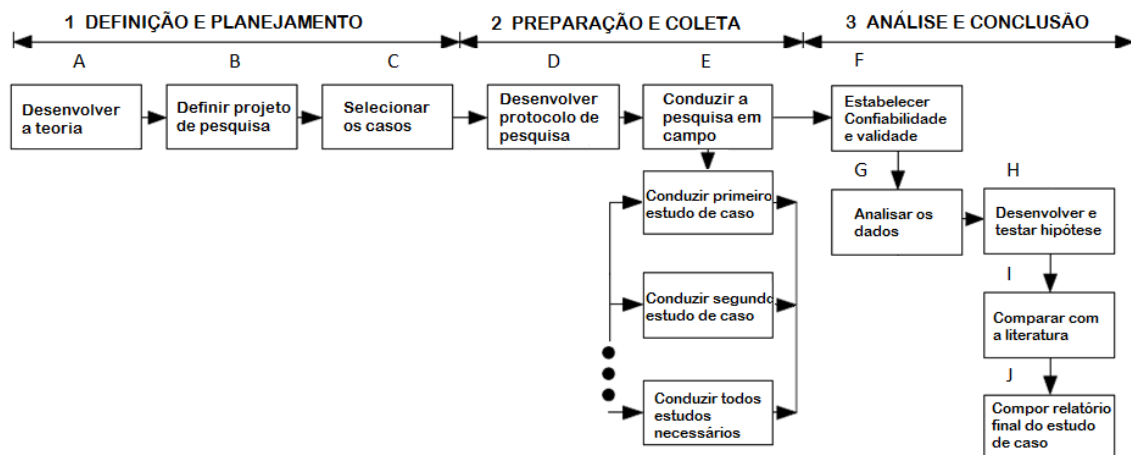 1 DEFINIÇÃO E PLANEJAMENTO
2 PREPARAÇÃO E COLETA
3 ANÁLISE E CONCLUSÃO
A
B
C
D
E
F
Desenvolver
a teoria
Definir projeto
de pesquisa
Selecionar
os casos
Desenvolver
protocolo de
pesquisa
Conduzir a
pesquisa em
campo
Estabelecer
Confiabilidade
e validade
G
H
Conduzir primeiro
estudo de caso
Analisar os
dados
Desenvolver e
testar hipótese
I
Conduzir segundo
estudo de caso
Comparar com
a literatura
J
Conduzir todos
estudos
necessários
Compor relatório
final do estudo
de caso